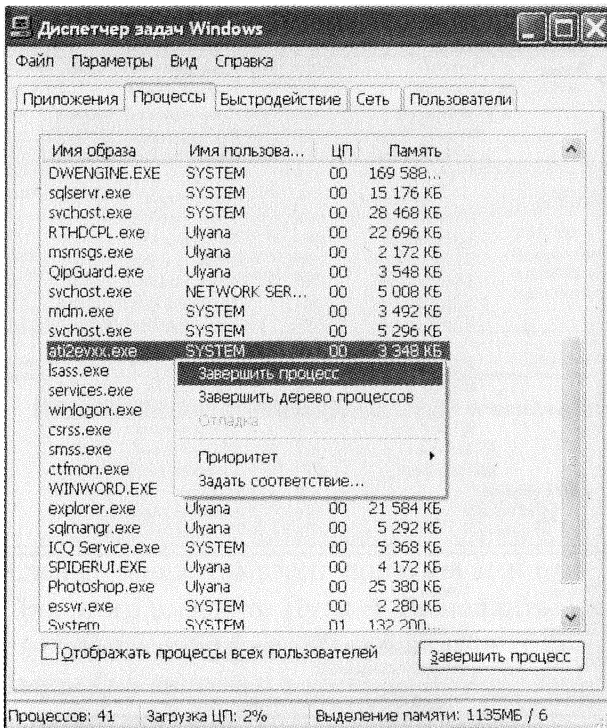 Диспетчер задач Windows
Файл Параметры Вид Справка
Приложения Процессы Быстродействие Сеть Пользователи
Имя образа Имя пользова... ЦП Память
DWENGINE.EXE SYSTEM 00 169 588...
sqlservr.exe SYSTEM 00 15 176 КБ
svchost.exe SYSTEM 00 28 468 КБ
RTHDCPL.EXE Ulyana 00 22 696 КБ
msmsgs.exe Ulyana 00 2 172 КБ
QipGuard.exe Ulyana 00 3 548 КБ
svchost.exe NETWORK SER... 00 5 008 КБ
mdm.exe SYSTEM 00 3 492 КБ
svchost.exe SYSTEM 00 5 296 КБ
ati2evxx.exe SYSTEM 00 3 348 КБ
lsass.exe
services.exe
winlogon.exe
csrss.exe
smss.exe
ctfmon.exe
WINWORD.EXE
Завершить процесс
Завершить дерево процессов
Отладка
Приоритет
Задать соответствие...
explorer.exe Ulyana 00 21 584 КБ
sqlmangr.exe Ulyana 00 5 292 КБ
ICQ Service.exe SYSTEM 00 5 368 КБ
SPIDERUI.EXE Ulyana 00 4 172 КБ
Photoshop.exe Ulyana 00 25 380 КБ
essvr.exe SYSTEM 00 2 280 КБ
System SYSTEM 01 132 200...
Отображать процессы всех пользователей
Завершить процесс
Процессов: 41 Загрузка ЦП: 2% Выделение памяти: 1135МБ / 6